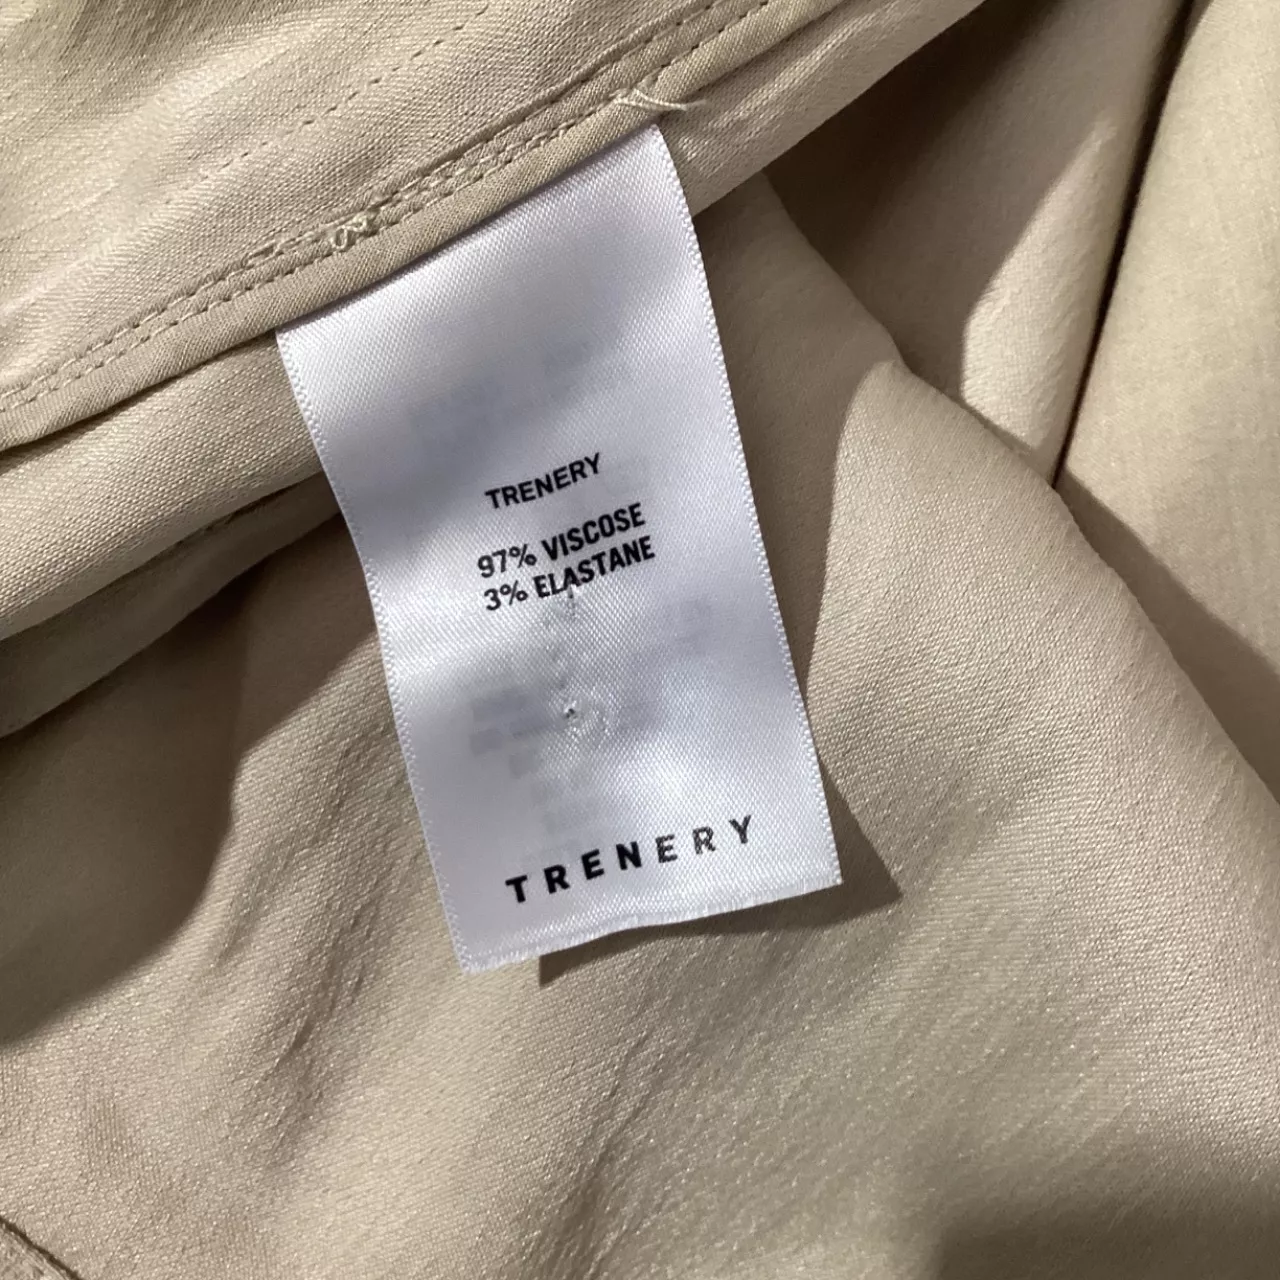 TRENERY
97% VISCOSE
3% ELASTANE
TRENERY